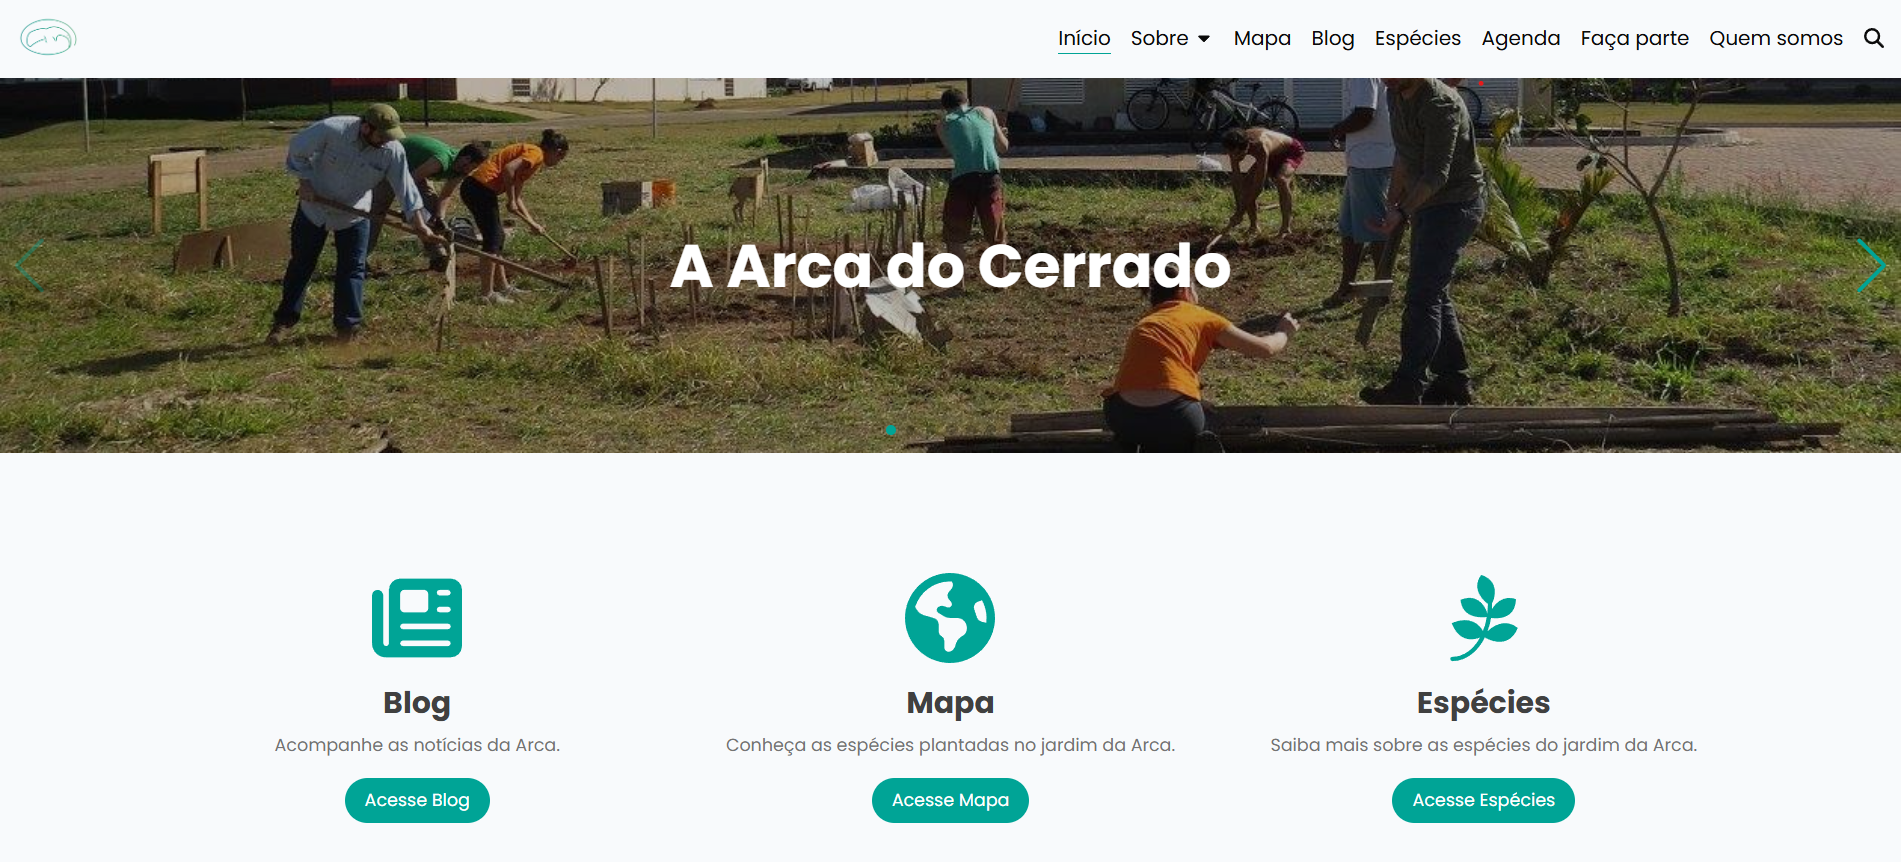 Início Sobre Mapa Blog Espécies Agenda Faça parte Quem somos
A Arca do Cerrado
Blog
Acompanhe as notícias da Arca.
Acesse Blog
Mapa
Conheça as espécies plantadas no jardim da Arca.
Acesse Mapa
Espécies
Saiba mais sobre as espécies do jardim da Arca.
Acesse Espécies